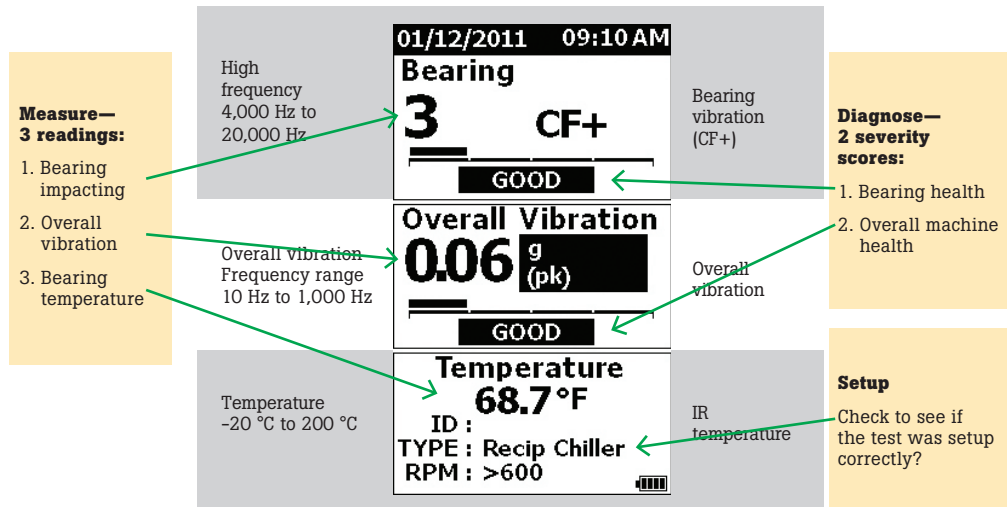 Measure—
3 readings:
1. Bearing
impacting
2. Overall
vibration
3. Bearing
temperature
High
frequency
4,000 Hz to
20,000 Hz
01/12/2011 09:10 AM
Bearing
3 CF+
GOOD
Bearing
vibration
(CF+)
Overall vibration
Frequency range
10 Hz to 1,000 Hz
Overall Vibration
0.06 g
(pk)
GOOD
Overall
vibration
Temperature
–20 °C to 200 °C
Temperature
68.7 °F
ID :
TYPE : Recip Chiller
RPM : >600
IR
temperature
Diagnose—
2 severity
scores:
1. Bearing health
2. Overall machine
health
Setup
Check to see if
the test was setup
correctly?